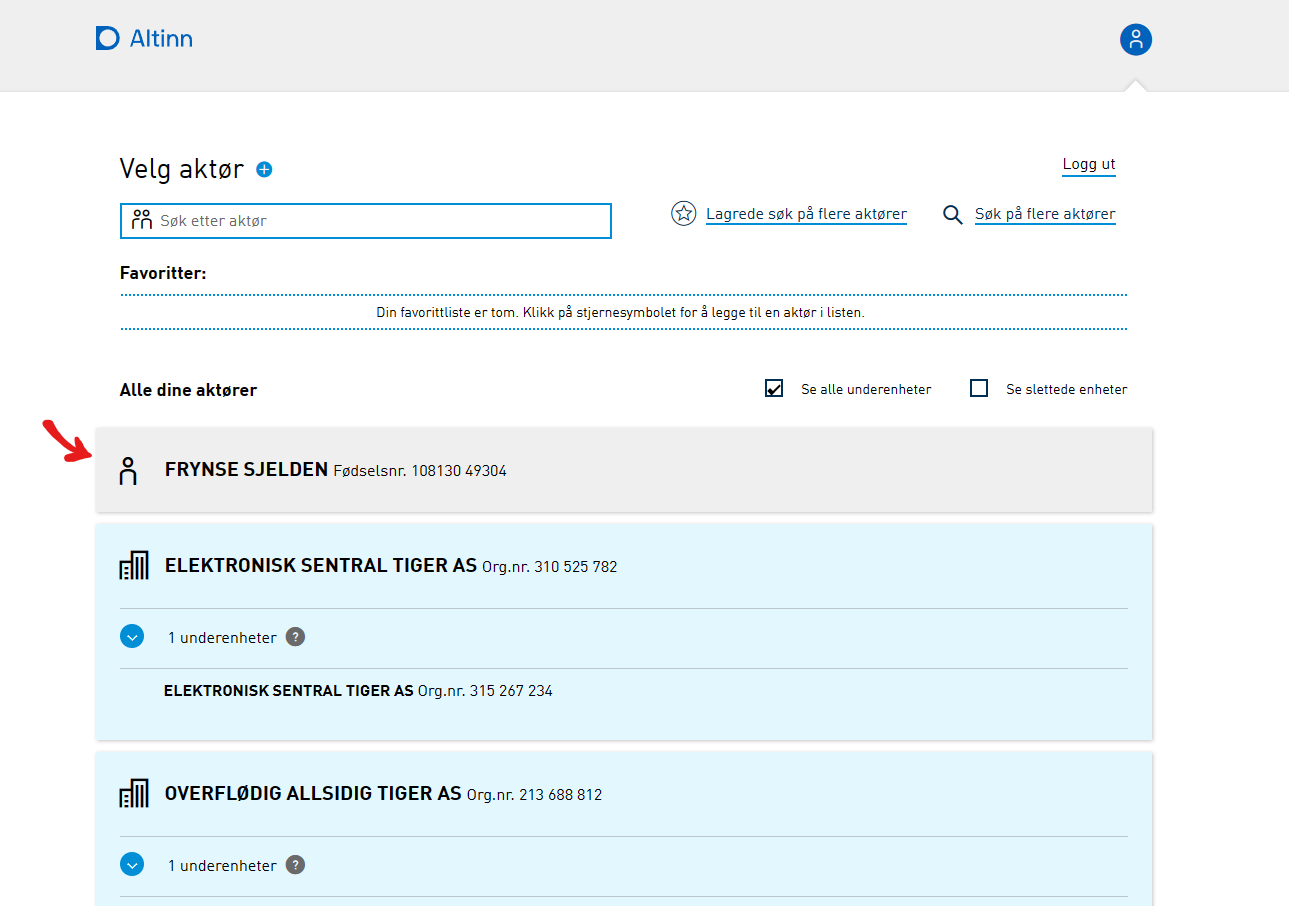 Altinn
Velg aktør
Logg ut
Søk etter aktør
Lagrede søk på flere aktører
Søk på flere aktører
Favoritter:
Din favorittliste er tom. Klikk på stjernesymbolet for å legge til en aktør i listen.
Alle dine aktører
Se alle underenheter
Se slettede enheter
FRYNSE SJELDEN Fødselsnr. 108130 49304
ELEKTRONISK SENTRAL TIGER AS Org.nr. 310 525 782
1 underenheter ?
ELEKTRONISK SENTRAL TIGER AS Org.nr. 315 267 234
OVERFLØDIG ALLSIDIG TIGER AS Org.nr. 213 688 812
1 underenheter ?